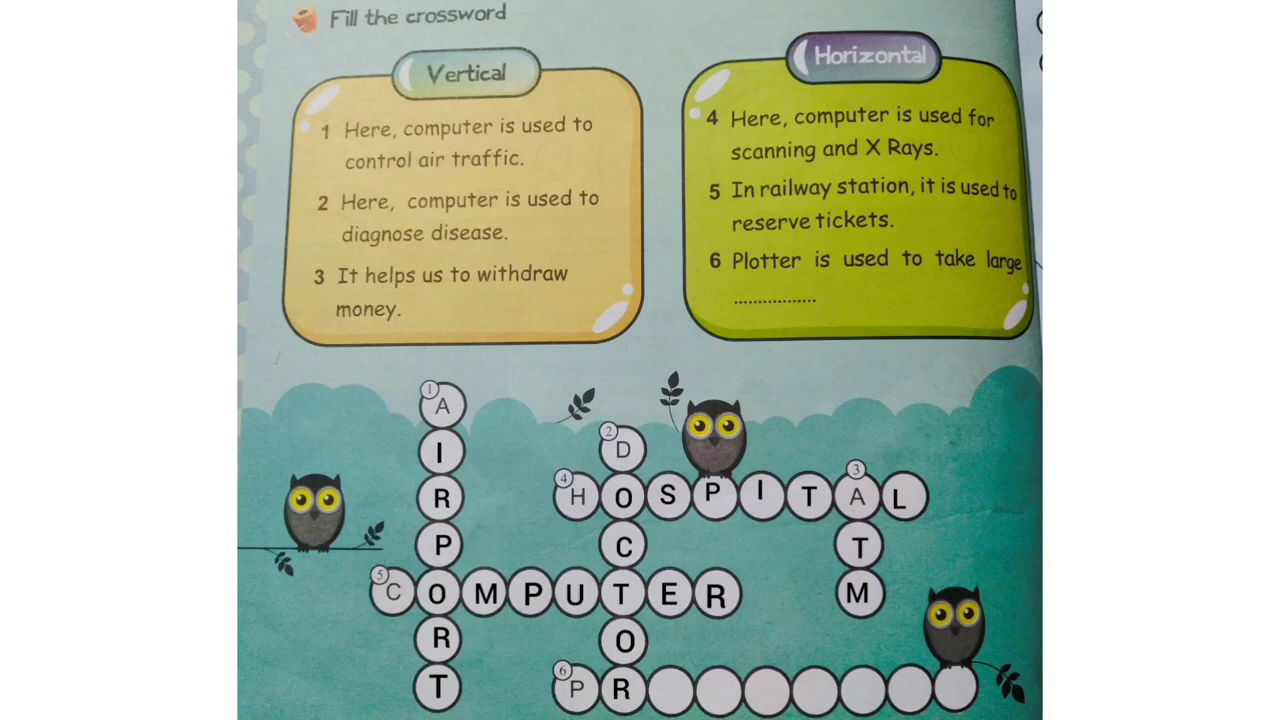 Fill the crossword
Vertical
1 Here, computer is used to
control air traffic.
2 Here, computer is used to
diagnose disease.
3 It helps us to withdraw
money.
Horizontal
4 Here, computer is used for
scanning and X Rays.
5 In railway station, it is used to
reserve tickets.
6 Plotter is used to take large
.................
1 A
I
2 D
R
4 H O S P I T 3 A L
P
C
T
5 C O M P U T E R
M
R
O
T
6 P R